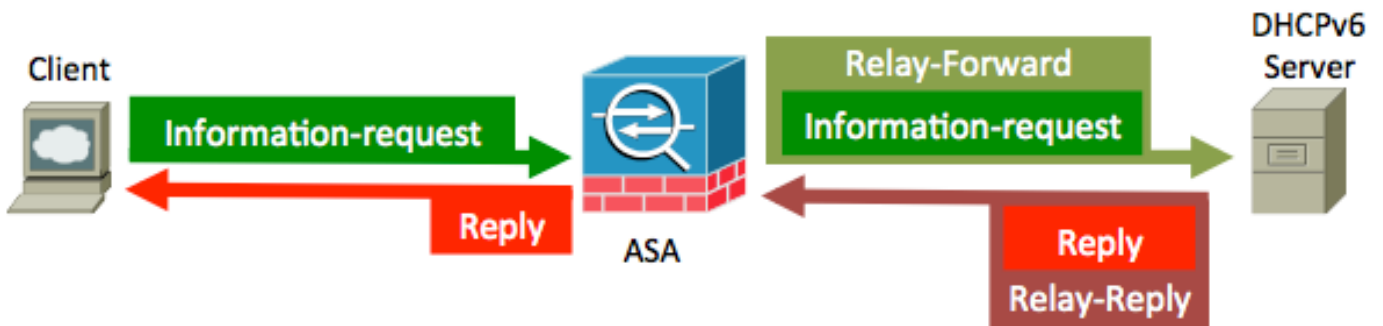 Client
Information-request
Reply
ASA
Relay-Forward
Information-request
Reply
Relay-Reply
DHCPv6
Server